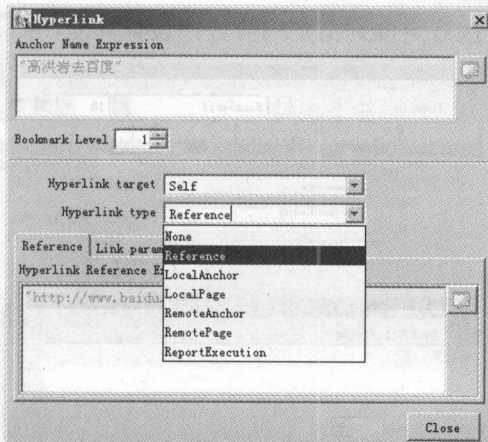 Hyperlink
Anchor Name Expression
"高洪岩去百度"
Bookmark Level 1
Hyperlink target Self
Hyperlink type Reference
None
Reference
LocalAnchor
LocalPage
RemoteAnchor
RemotePage
ReportExecution
Reference Link param
Hyperlink Reference Ex
"http://www.baidu.
Close